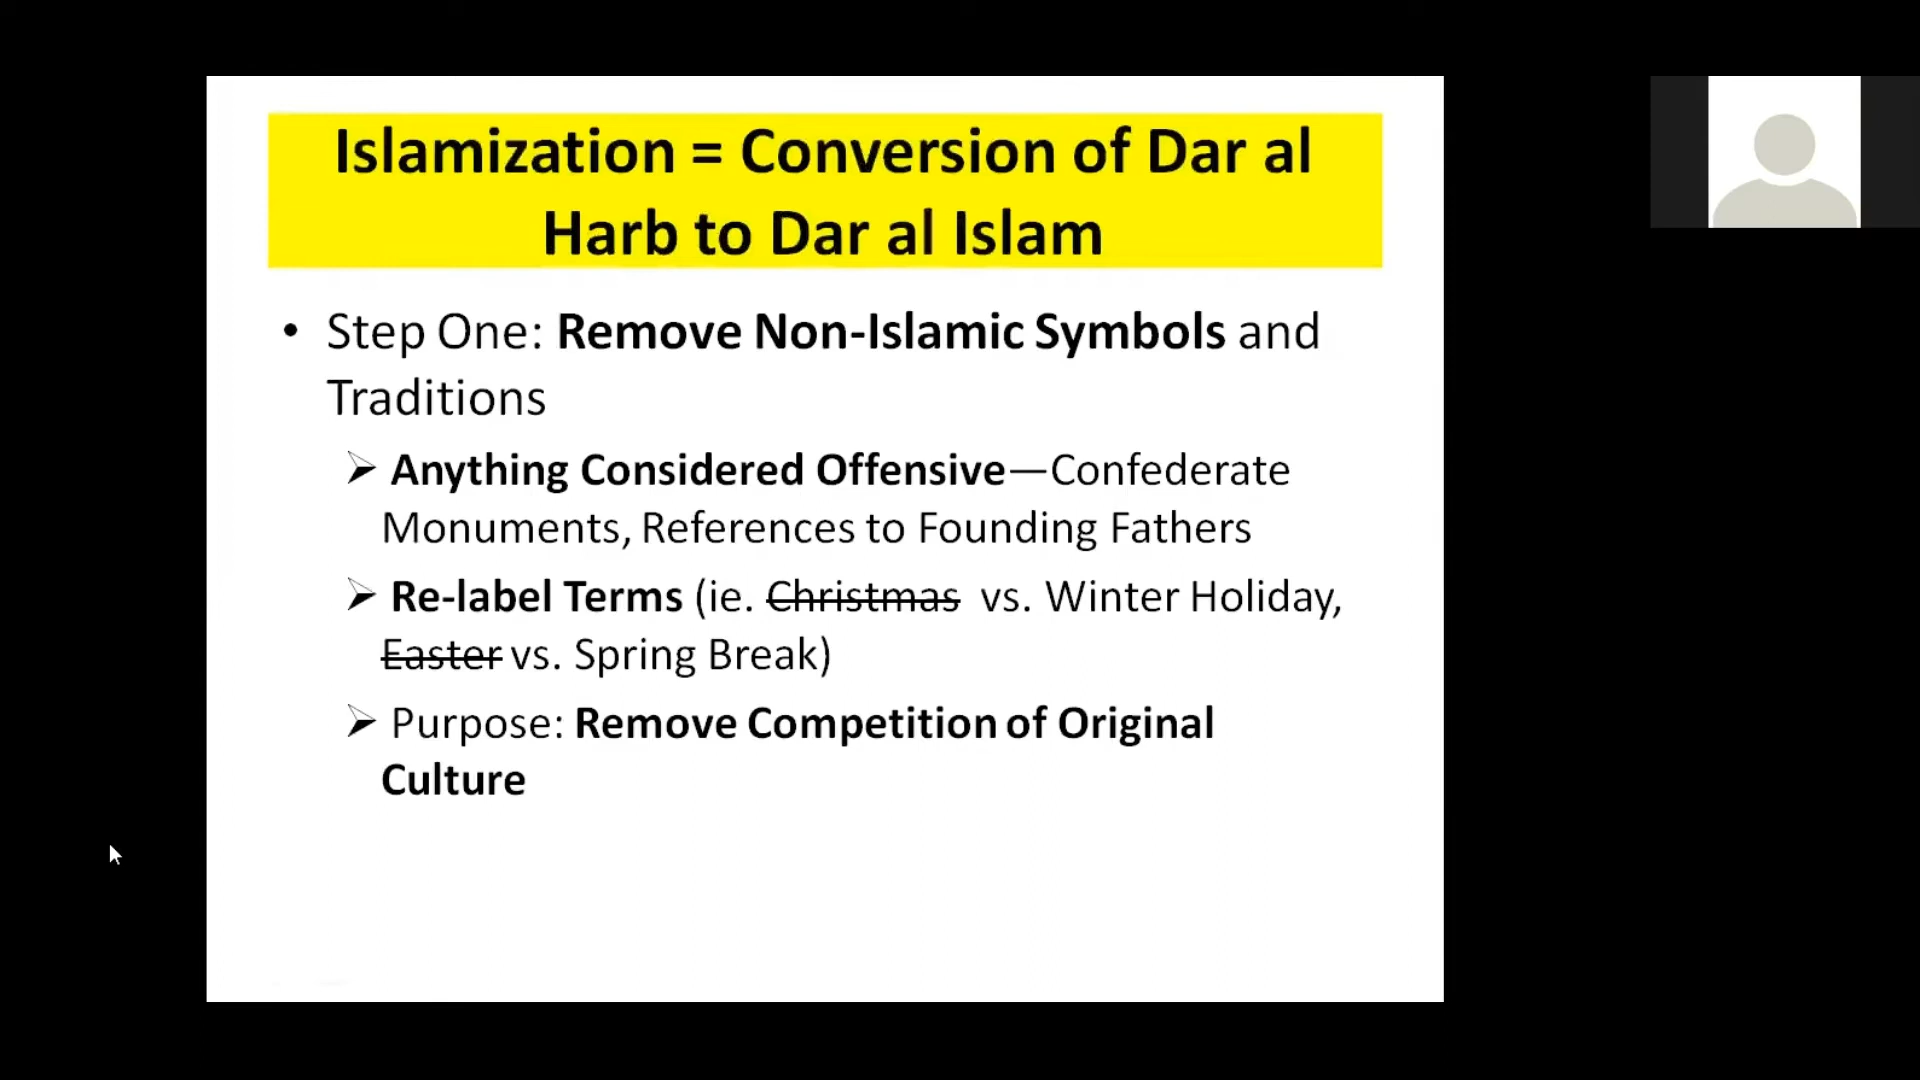 Islamization = Conversion of Dar al
Harb to Dar al Islam
• Step One: Remove Non-Islamic Symbols and
Traditions
➢ Anything Considered Offensive—Confederate
Monuments, References to Founding Fathers
➢ Re-label Terms (ie. Christmas vs. Winter Holiday,
Easter vs. Spring Break)
➢ Purpose: Remove Competition of Original
Culture